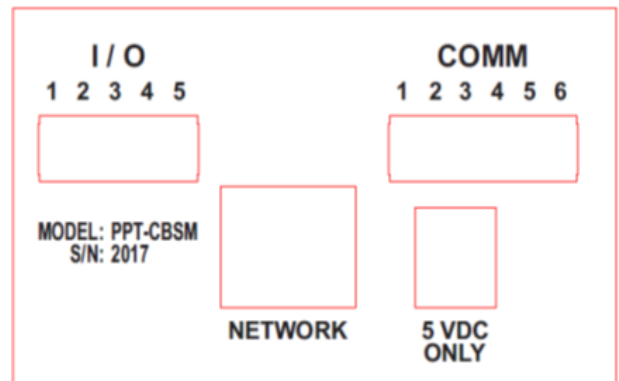 I / O
1 2 3 4 5
COMM
1 2 3 4 5 6
MODEL: PPT-CBSM
S/N: 2017
NETWORK
5 VDC
ONLY